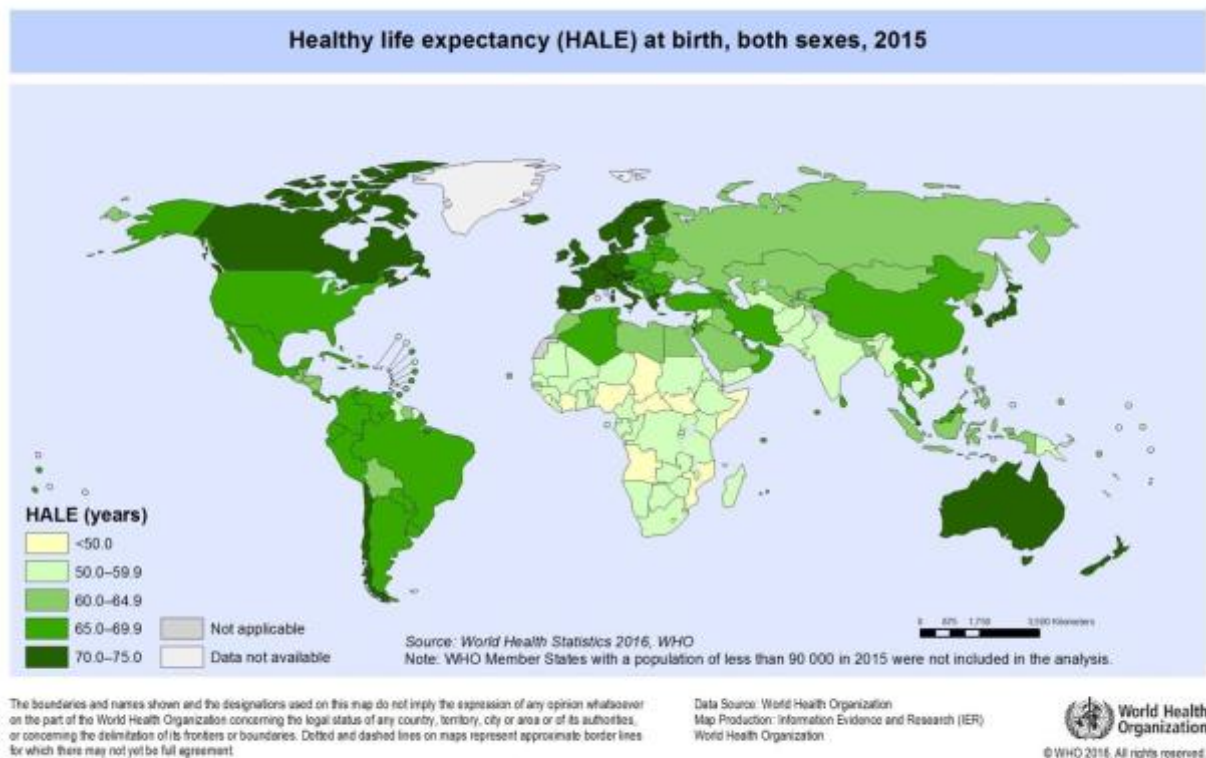 Healthy life expectancy (HALE) at birth, both sexes, 2015
HALE (years)
<50.0
50.0–59.9
60.0–64.9
65.0–69.9
70.0–75.0
Not applicable
Data not available
Source: World Health Statistics 2016, WHO
Note: WHO Member States with a population of less than 90 000 in 2015 were not included in the analysis.
0 875 1,750 3,500 Kilometers
The boundaries and names shown and the designations used on this map do not imply the expression of any opinion whatsoever
on the part of the World Health Organization concerning the legal status of any country, territory, city or area or of its authorities,
or concerning the delimitation of its frontiers or boundaries. Dotted and dashed lines on maps represent approximate border lines
for which there may not yet be full agreement.
Data Source: World Health Organization
Map Production: Information Evidence and Research (IER)
World Health Organization
World Health
Organization
© WHO 2016. All rights reserved.